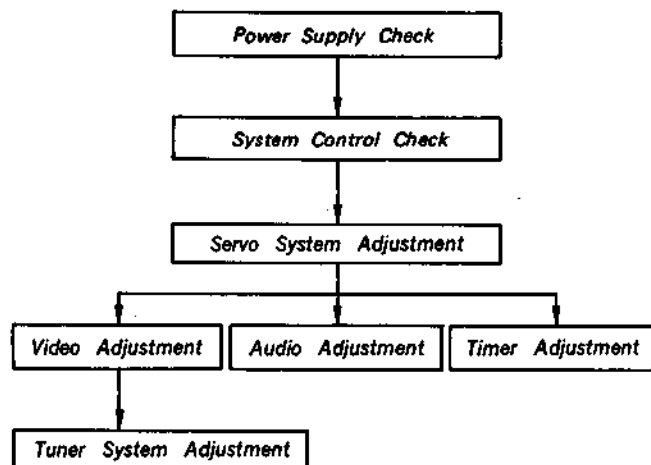 Power Supply Check
System Control Check
Servo System Adjustment
Video Adjustment
Audio Adjustment
Timer Adjustment
Tuner System Adjustment